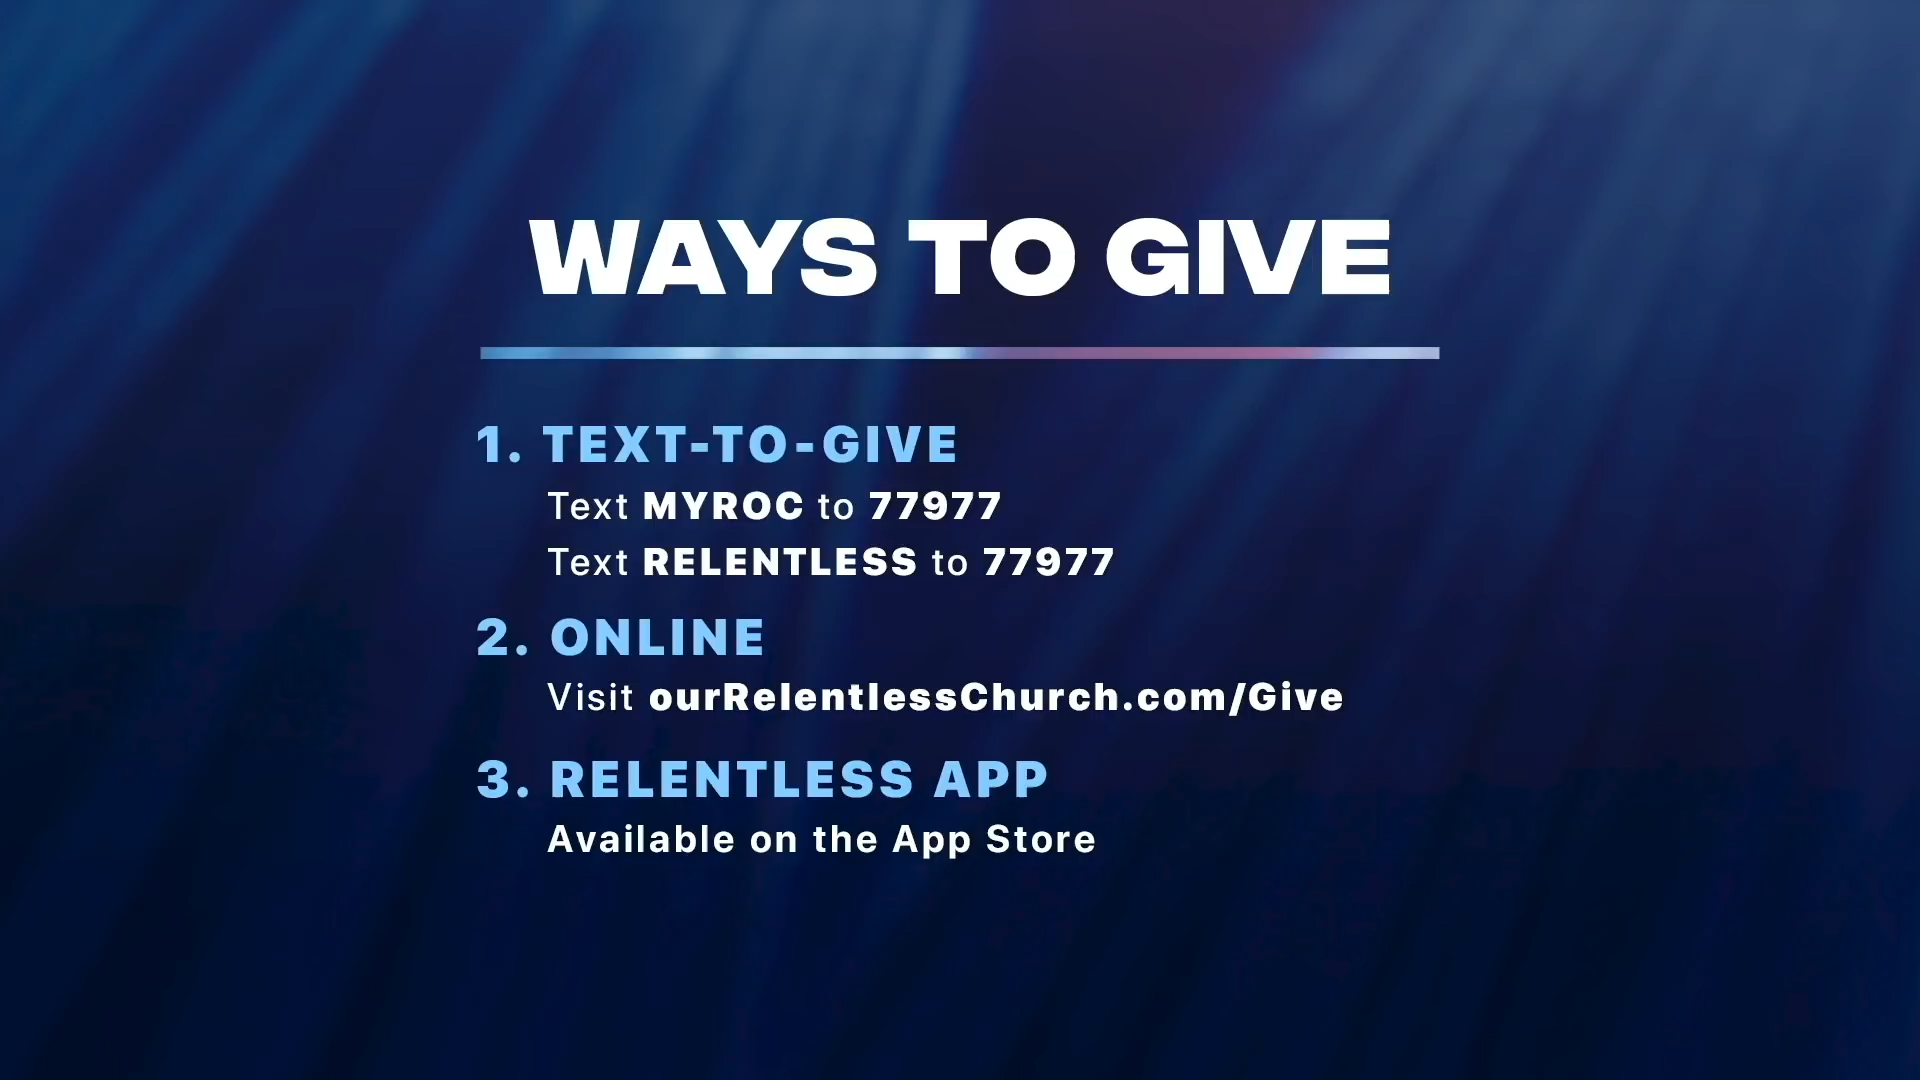 WAYS TO GIVE
1. TEXT-TO-GIVE
Text MYROC to 77977
Text RELENTLESS to 77977
2. ONLINE
Visit ourRelentlessChurch.com/Give
3. RELENTLESS APP
Available on the App Store